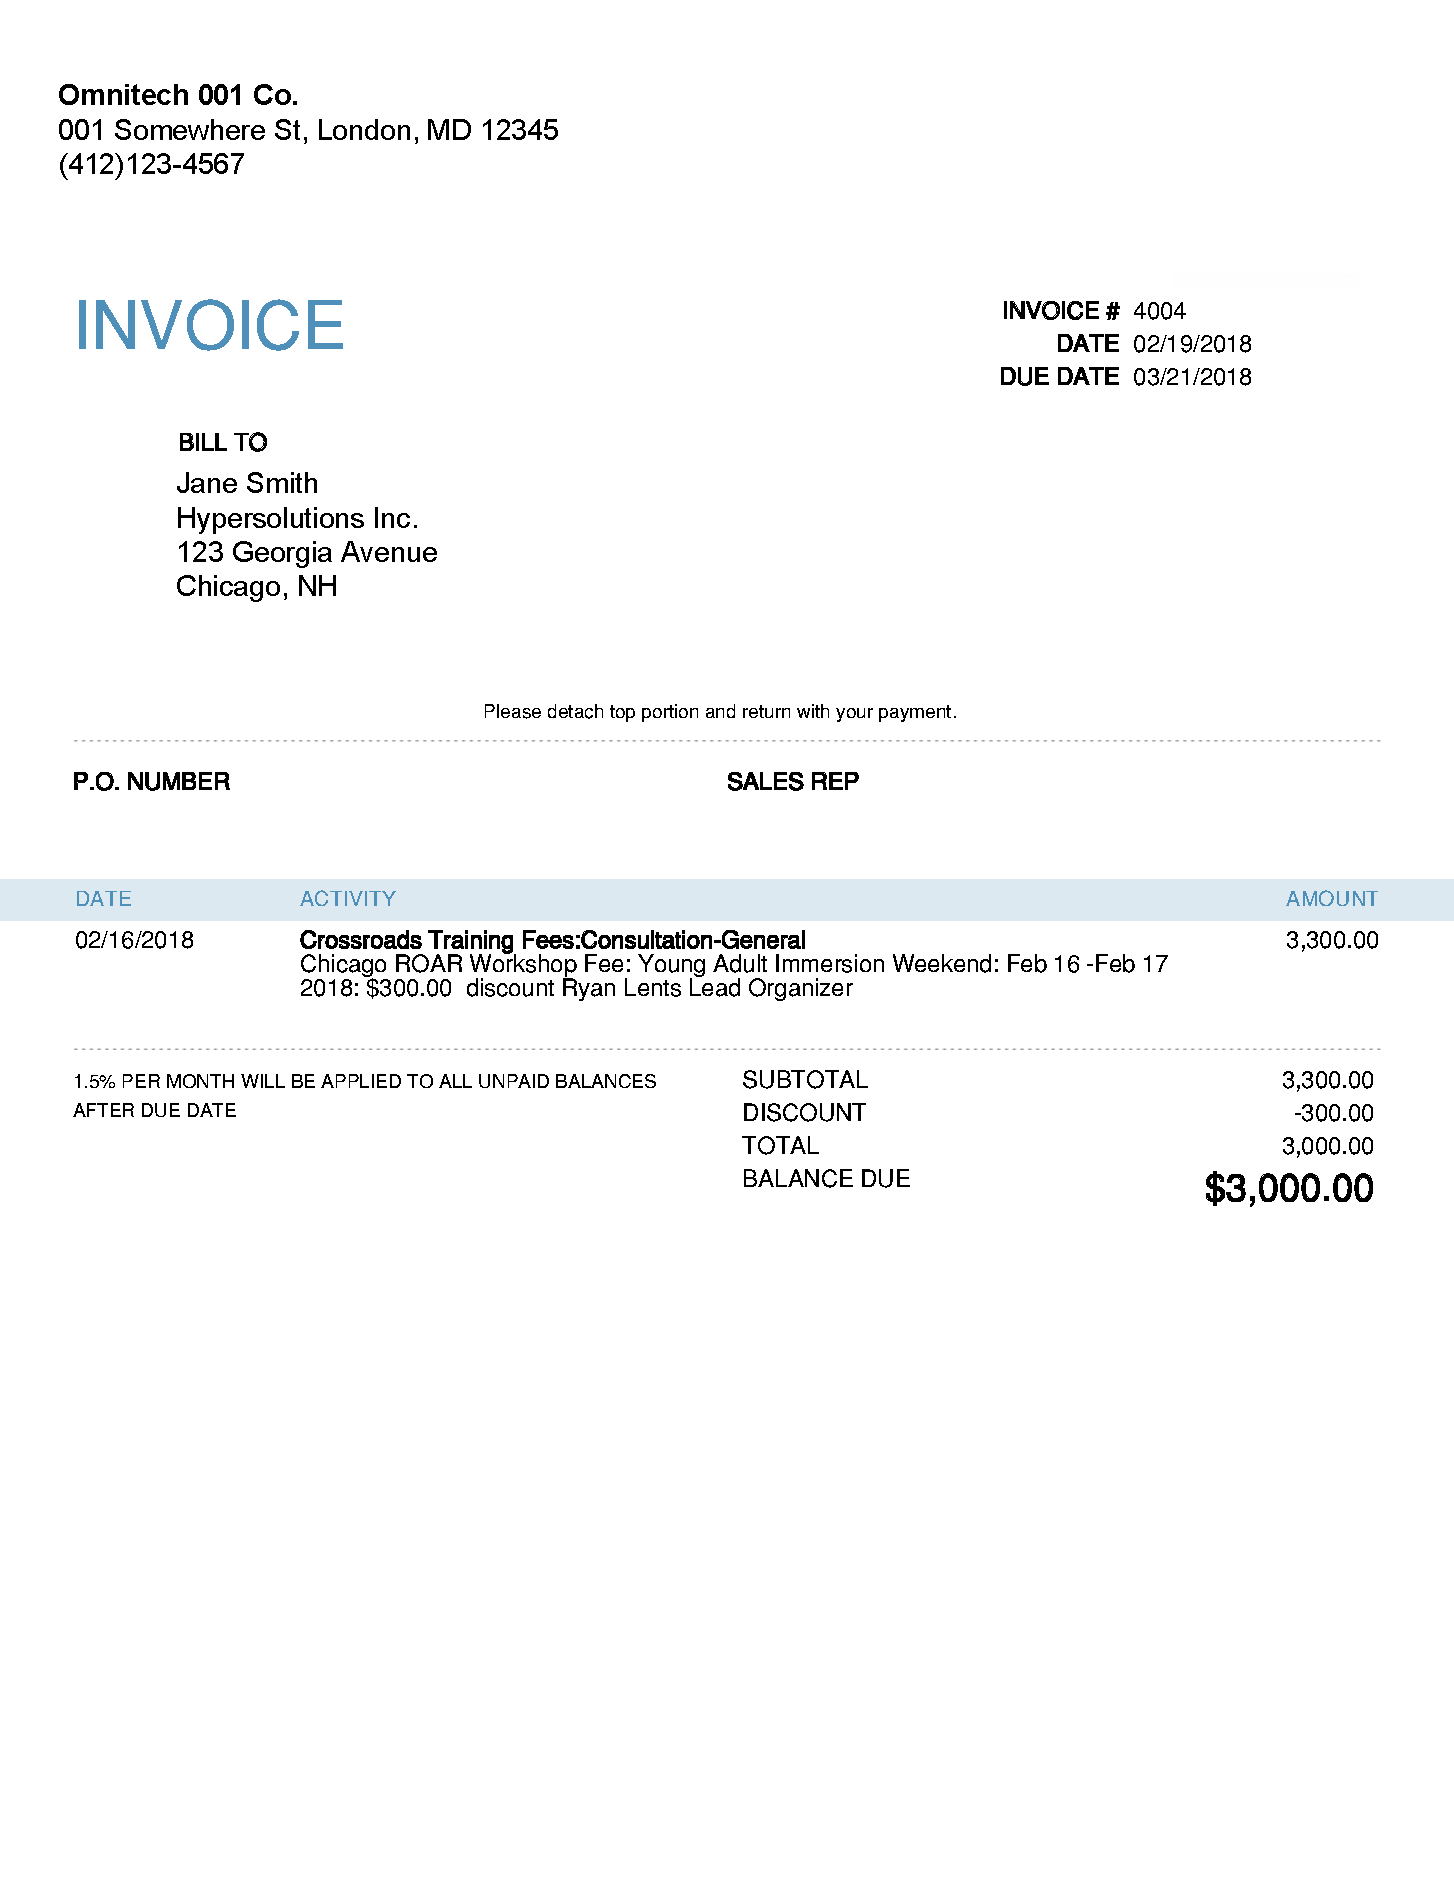 Omnitech 001 Co.
001 Somewhere St, London, MD 12345
(412)123-4567
INVOICE
INVOICE # 4004
DATE 02/19/2018
DUE DATE 03/21/2018
BILL TO
Jane Smith
Hypersolutions Inc.
123 Georgia Avenue
Chicago, NH
Please detach top portion and return with your payment.
P.O. NUMBER SALES REP
DATE ACTIVITY AMOUNT
02/16/2018 Crossroads Training Fees:Consultation-General 3,300.00
Chicago ROAR Workshop Fee: Young Adult Immersion Weekend: Feb 16 -Feb 17
2018: $300.00  discount Ryan Lents Lead Organizer
1.5% PER MONTH WILL BE APPLIED TO ALL UNPAID BALANCES
AFTER DUE DATE
SUBTOTAL 3,300.00
DISCOUNT -300.00
TOTAL 3,000.00
BALANCE DUE $3,000.00